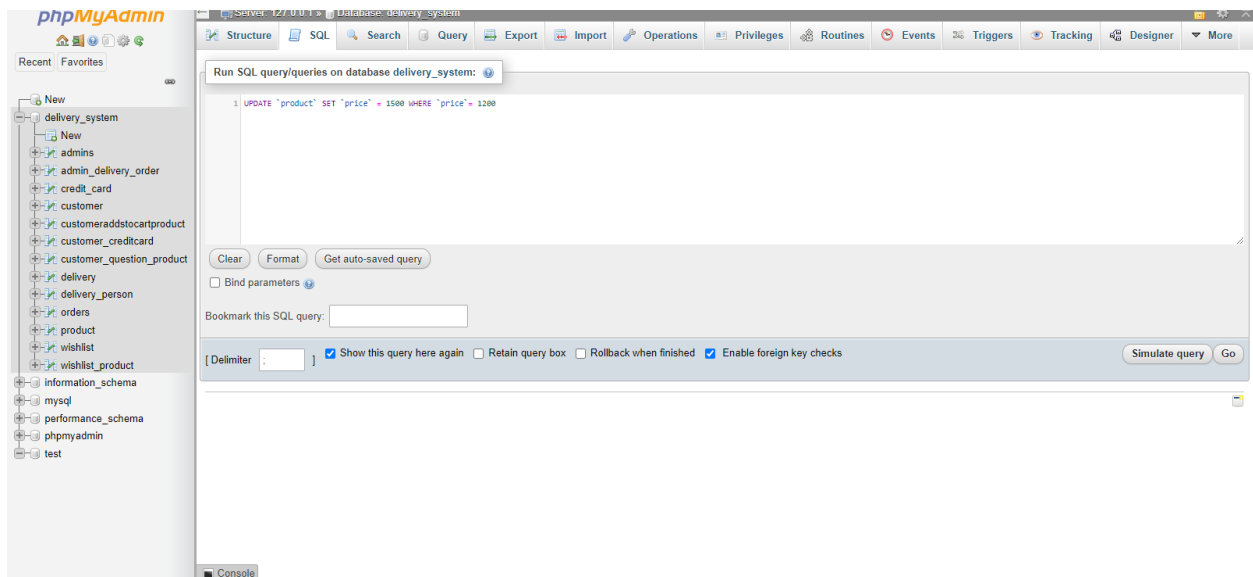 phpMyAdmin
Recent Favorites
New
delivery_system
New
admins
admin_delivery_order
credit_card
customer
customeraddstocartproduct
customer_creditcard
customer_question_product
delivery
delivery_person
orders
product
wishlist
wishlist_product
information_schema
mysql
performance_schema
phpmyadmin
test
Server: 127.0.0.1 » Database: delivery_system
Structure SQL Search Query Export Import Operations Privileges Routines Events Triggers Tracking Designer More
Run SQL query/queries on database delivery_system:
1 UPDATE `product` SET `price` = 1500 WHERE `price`= 1200
Clear Format Get auto-saved query
Bind parameters
Bookmark this SQL query:
[ Delimiter ; ] Show this query here again Retain query box Rollback when finished Enable foreign key checks Simulate query Go
Console